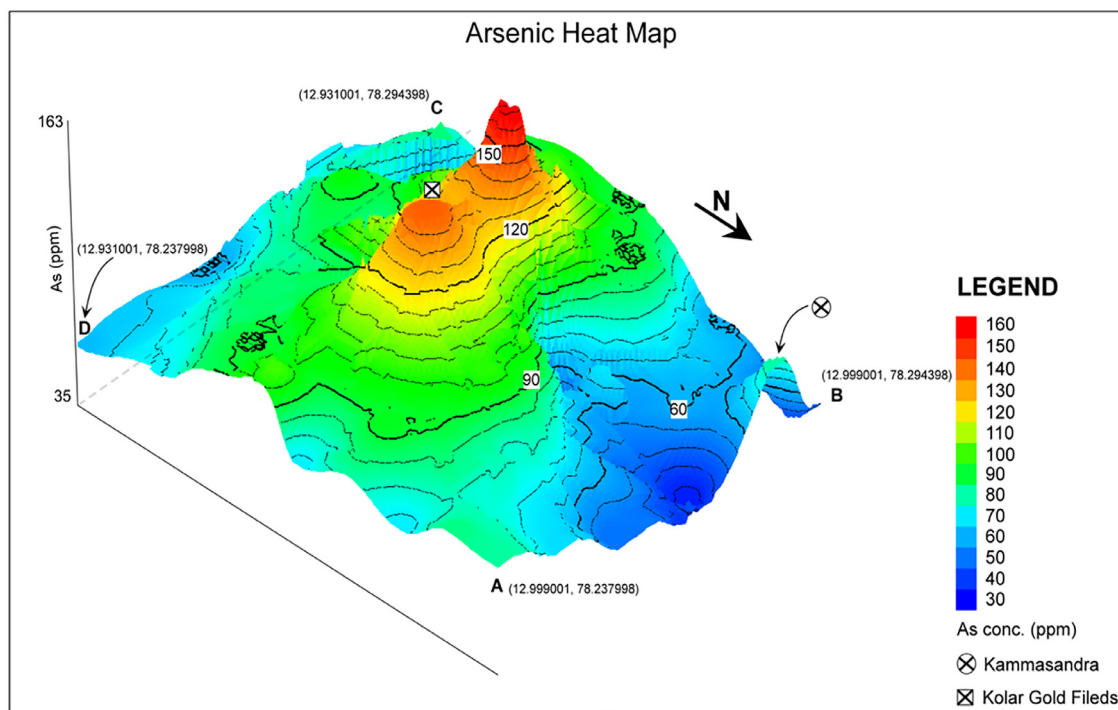 Arsenic Heat Map
(12.931001, 78.294398)
C
163
150
N
120
(12.931001, 78.237998)
As (ppm)
D
LEGEND
160
150
140
130
120
110
100
90
80
70
60
50
40
30
As conc. (ppm)
Kammasandra
Kolar Gold Fileds
(12.999001, 78.294398)
B
90
35
60
A (12.999001, 78.237998)